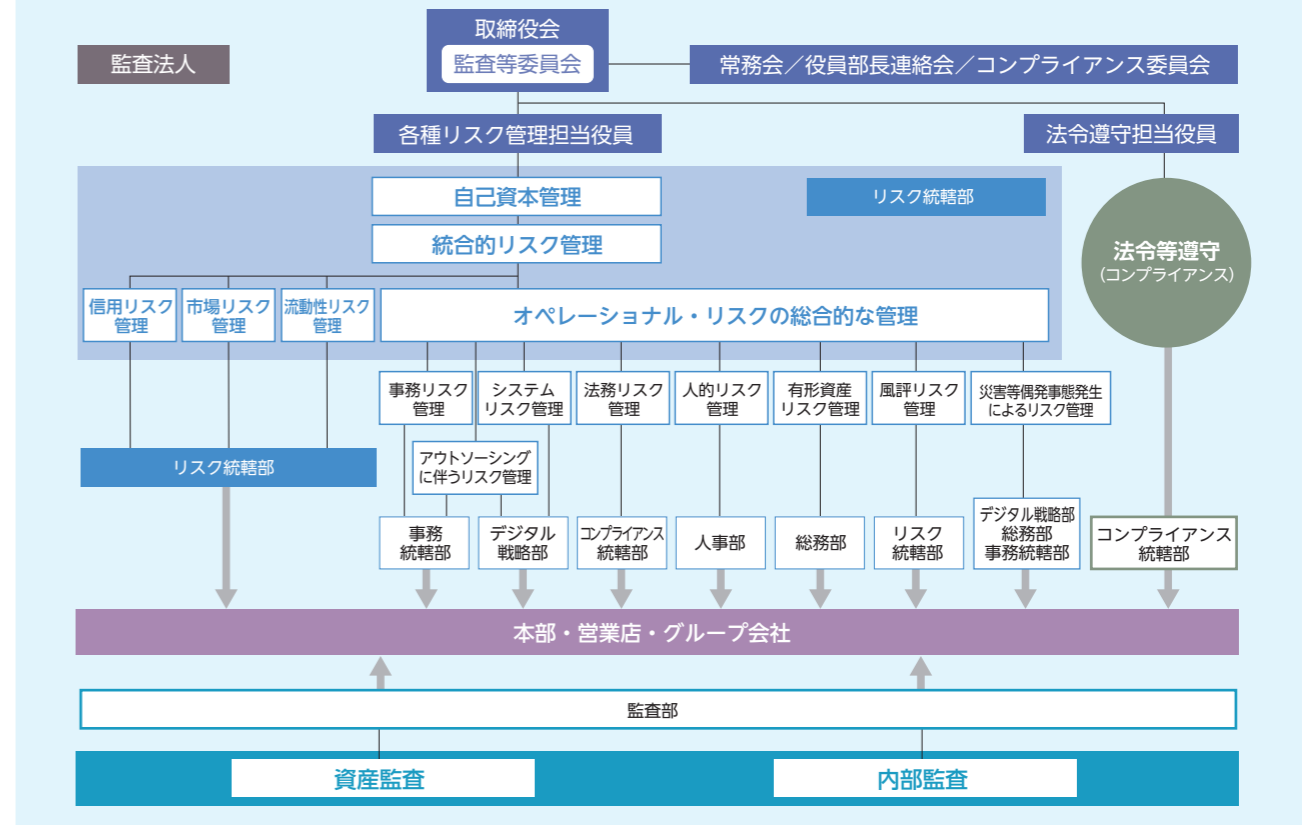 取締役会
監査等委員会
監査法人
常務会／役員部長連絡会／コンプライアンス委員会
各種リスク管理担当役員
法令遵守担当役員
自己資本管理
リスク統轄部
統合的リスク管理
法令等遵守
(コンプライアンス)
信用リスク
管理
市場リスク
管理
流動性リスク
管理
オペレーショナル・リスクの総合的な管理
事務リスク
管理
システム
リスク管理
法務リスク
管理
人的リスク
管理
有形資産
リスク管理
風評リスク
管理
災害等偶発事態発生
によるリスク管理
アウトソーシング
に伴うリスク管理
リスク統轄部
事務
統轄部
デジタル
戦略部
コンプライアンス
統轄部
人事部
総務部
リスク
統轄部
デジタル戦略部
総務部
事務統轄部
コンプライアンス
統轄部
本部・営業店・グループ会社
監査部
資産監査
内部監査